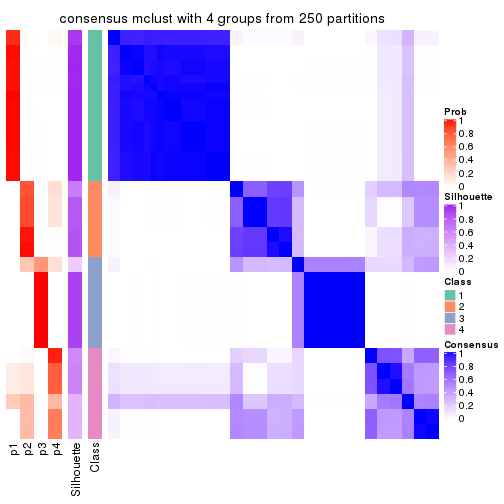 consensus mclust with 4 groups from 250 partitions
Prob
1
0.8
0.6
0.4
0.2
0
Silhouette
1
0.8
0.6
0.4
0.2
0
Class
1
2
3
4
Consensus
1
0.8
0.6
0.4
0.2
0
p1
p2
p3
p4
Silhouette
Class